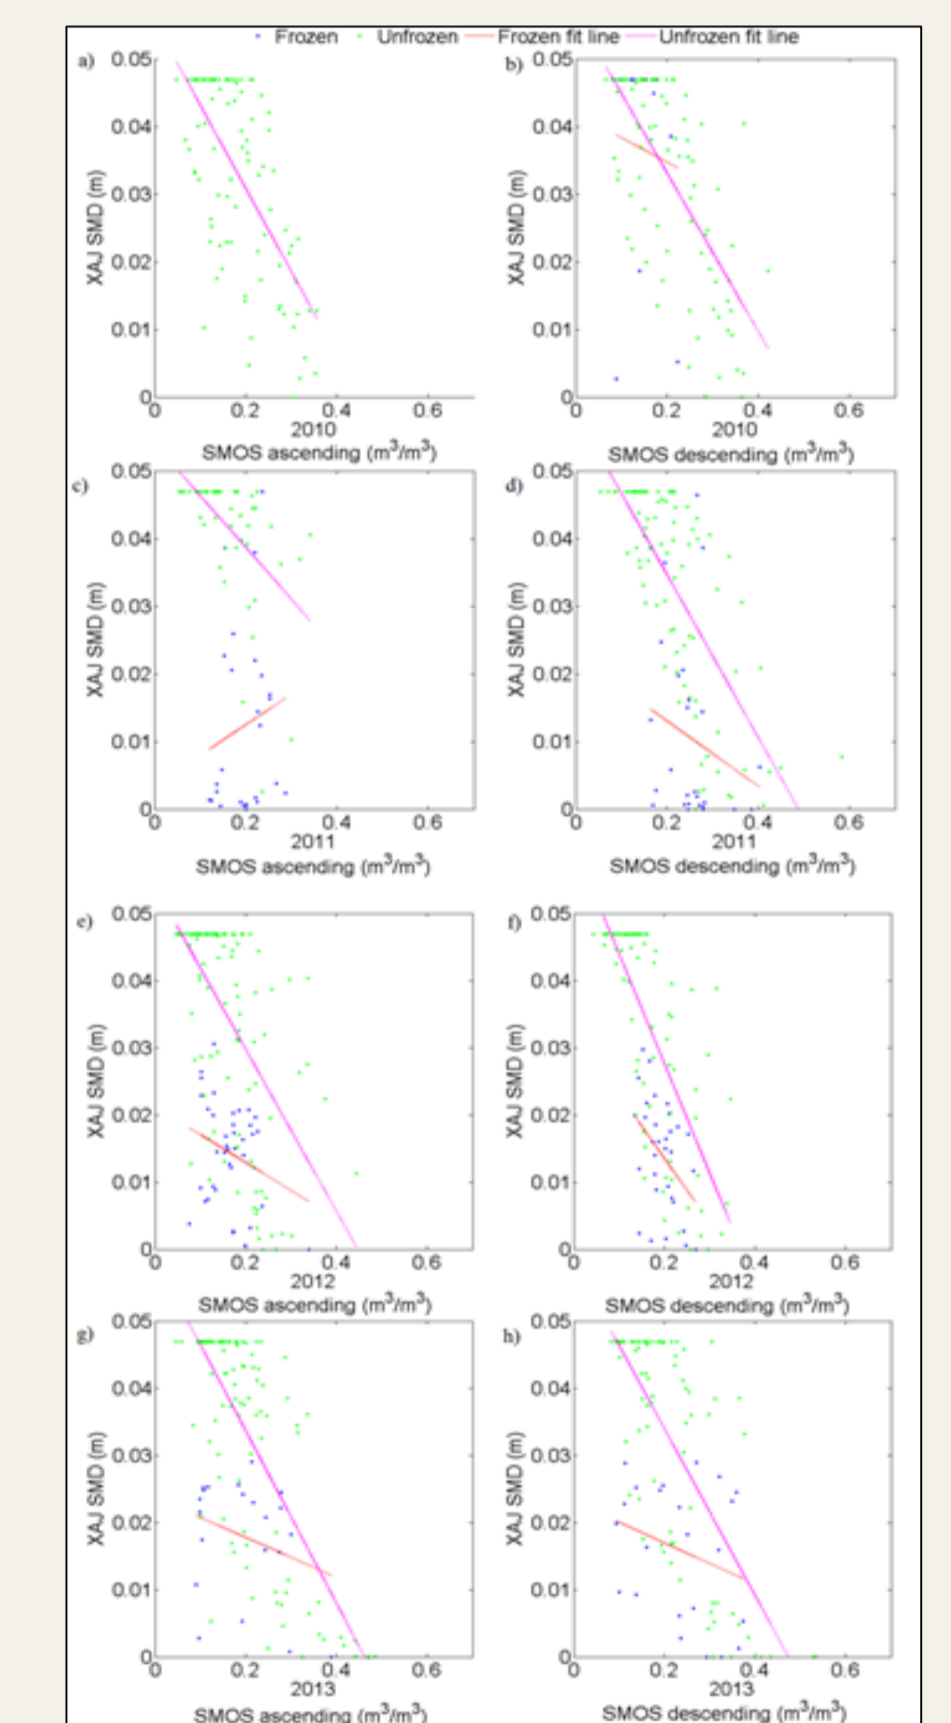 Frozen Unfrozen Frozen fit line Unfrozen fit line
a) b)
0.05 0.05
0.04 0.04
XAJ SMD (m) XAJ SMD (m)
0.03 0.03
0.02 0.02
0.01 0.01
0 0
0 0.2 0.4 0.6 0 0.2 0.4 0.6
2010 2010
SMOS ascending (m³/m³) SMOS descending (m³/m³)
c) d)
0.05 0.05
0.04 0.04
XAJ SMD (m) XAJ SMD (m)
0.03 0.03
0.02 0.02
0.01 0.01
0 0
0 0.2 0.4 0.6 0 0.2 0.4 0.6
2011 2011
SMOS ascending (m³/m³) SMOS descending (m³/m³)
e) f)
0.05 0.05
0.04 0.04
XAJ SMD (m) XAJ SMD (m)
0.03 0.03
0.02 0.02
0.01 0.01
0 0
0 0.2 0.4 0.6 0 0.2 0.4 0.6
2012 2012
SMOS ascending (m³/m³) SMOS descending (m³/m³)
g) h)
0.05 0.05
0.04 0.04
XAJ SMD (m) XAJ SMD (m)
0.03 0.03
0.02 0.02
0.01 0.01
0 0
0 0.2 0.4 0.6 0 0.2 0.4 0.6
2013 2013
SMOS ascending (m³/m³) SMOS descending (m³/m³)